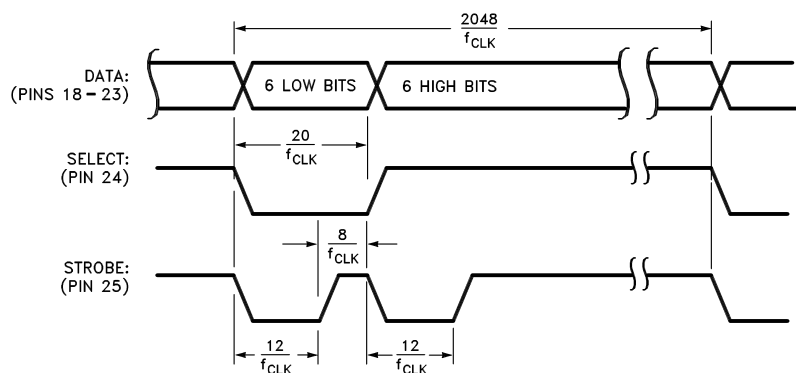 2048
fCLK
DATA:
(PINS 18–23)
6 LOW BITS
6 HIGH BITS
20
fCLK
SELECT:
(PIN 24)
8
fCLK
STROBE:
(PIN 25)
12
fCLK
12
fCLK